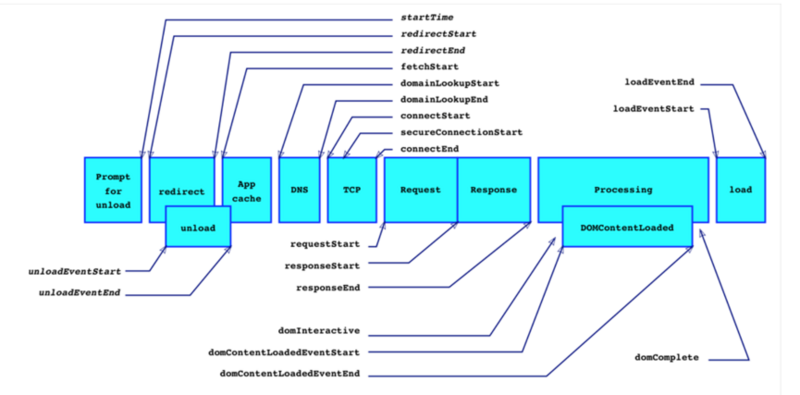 startTime
redirectStart
redirectEnd
fetchStart
domainLookupStart
domainLookupEnd
connectStart
secureConnectionStart
connectEnd
loadEventEnd
loadEventStart
Prompt
for
unload
redirect
unload
App
cache
DNS
TCP
Request
Response
Processing
DOMContentLoaded
load
unloadEventStart
unloadEventEnd
requestStart
responseStart
responseEnd
domInteractive
domContentLoadedEventStart
domContentLoadedEventEnd
domComplete